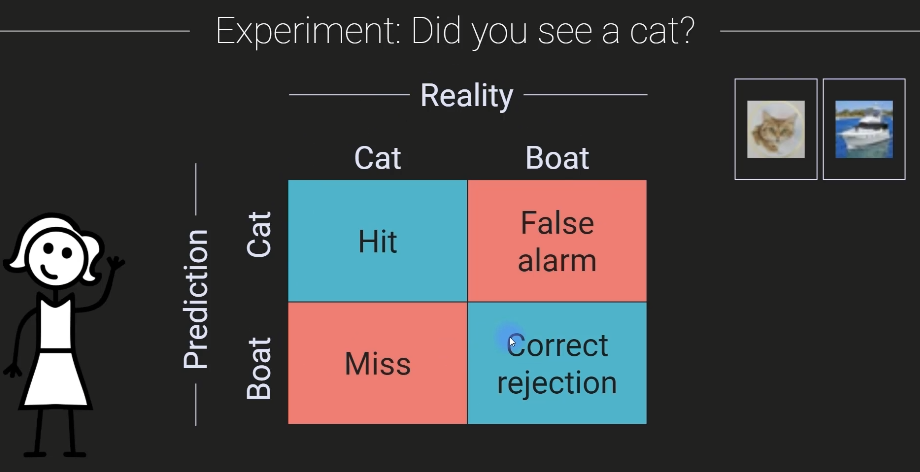 Experiment: Did you see a cat?
Reality
Cat
Boat
Prediction
Cat
Hit
False
alarm
Boat
Miss
Correct
rejection